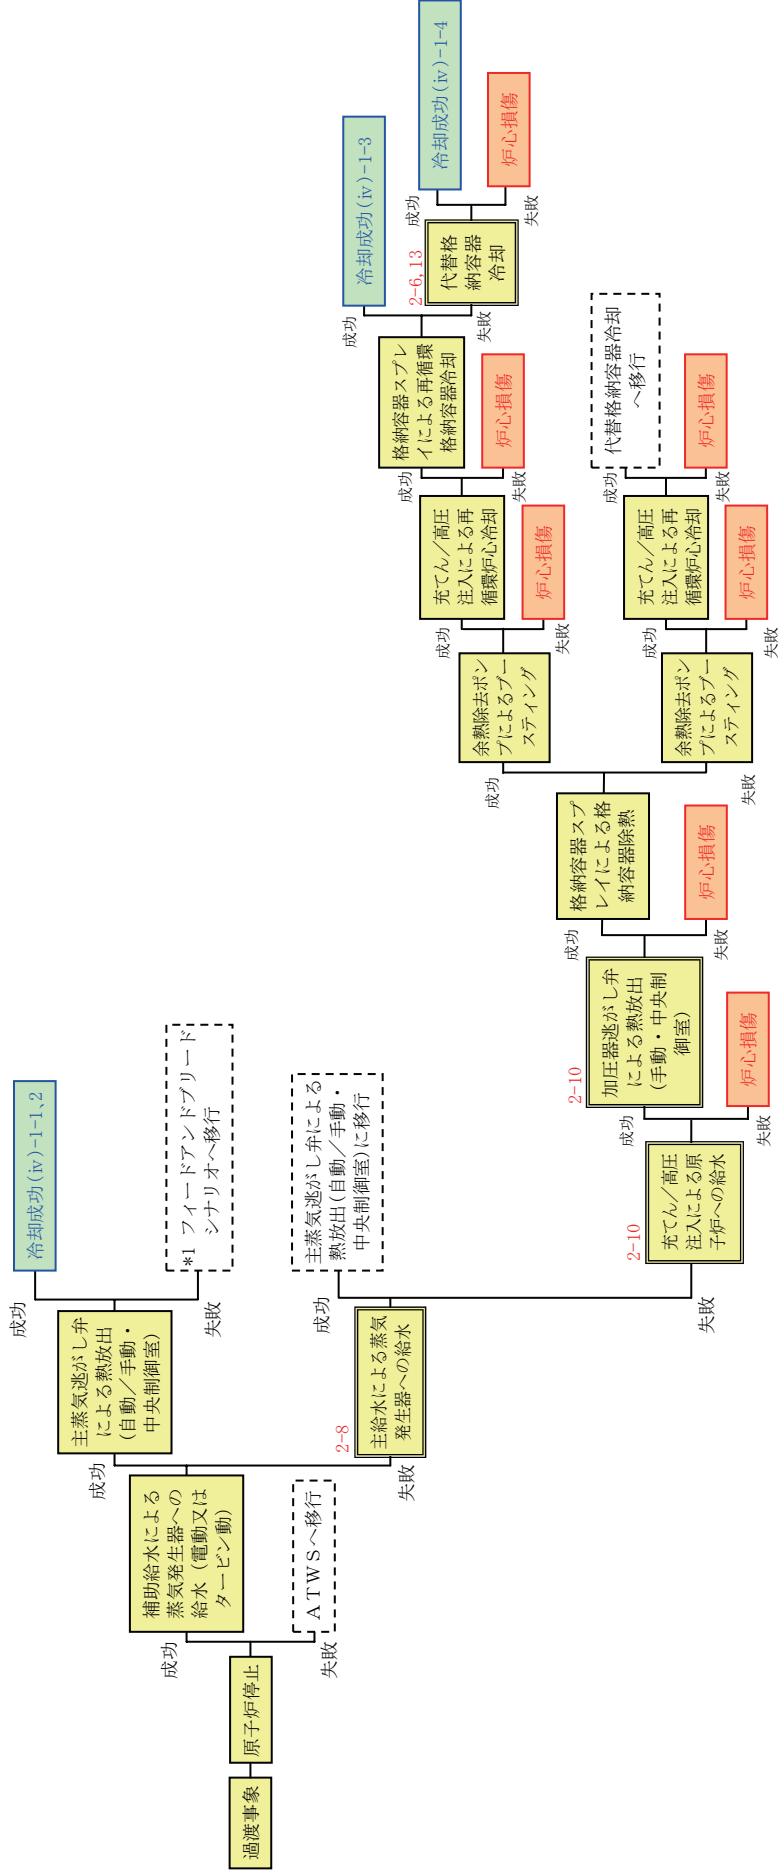 過渡事象
原子炉停止
成功
失敗
補助給水による
蒸気発生器への
給水（電動又は
タービン動）
ＡＴＷＳへ移行
成功
失敗
主蒸気逃がし弁
による熱放出
（自動／手動・
中央制御室）
成功
失敗
冷却成功(iv)-1-1、2
*1 フィードアンドブリード
シナリオへ移行
2-8
主給水による蒸気
発生器への給水
成功
失敗
主蒸気逃がし弁による
熱放出(自動／手動・
中央制御室)に移行
2-10
充てん／高圧
注入による原
子炉への給水
成功
失敗
炉心損傷
2-10
加圧器逃がし弁
による熱放出
(手動・中央制
御室)
成功
失敗
炉心損傷
格納容器スプ
レイによる格
納容器除熱
成功
失敗
余熱除去ポン
プによるブー
スティング
成功
失敗
炉心損傷
充てん／高圧
注入による再
循環炉心冷却
成功
失敗
炉心損傷
格納容器スプレ
イによる再循環
格納容器冷却
成功
失敗
冷却成功(iv)-1-3
2-6,13
代替格
納容器
冷却
成功
失敗
冷却成功(iv)-1-4
炉心損傷
余熱除去ポン
プによるブー
スティング
成功
失敗
炉心損傷
充てん／高圧
注入による再
循環炉心冷却
成功
失敗
代替格納容器冷却
へ移行
炉心損傷